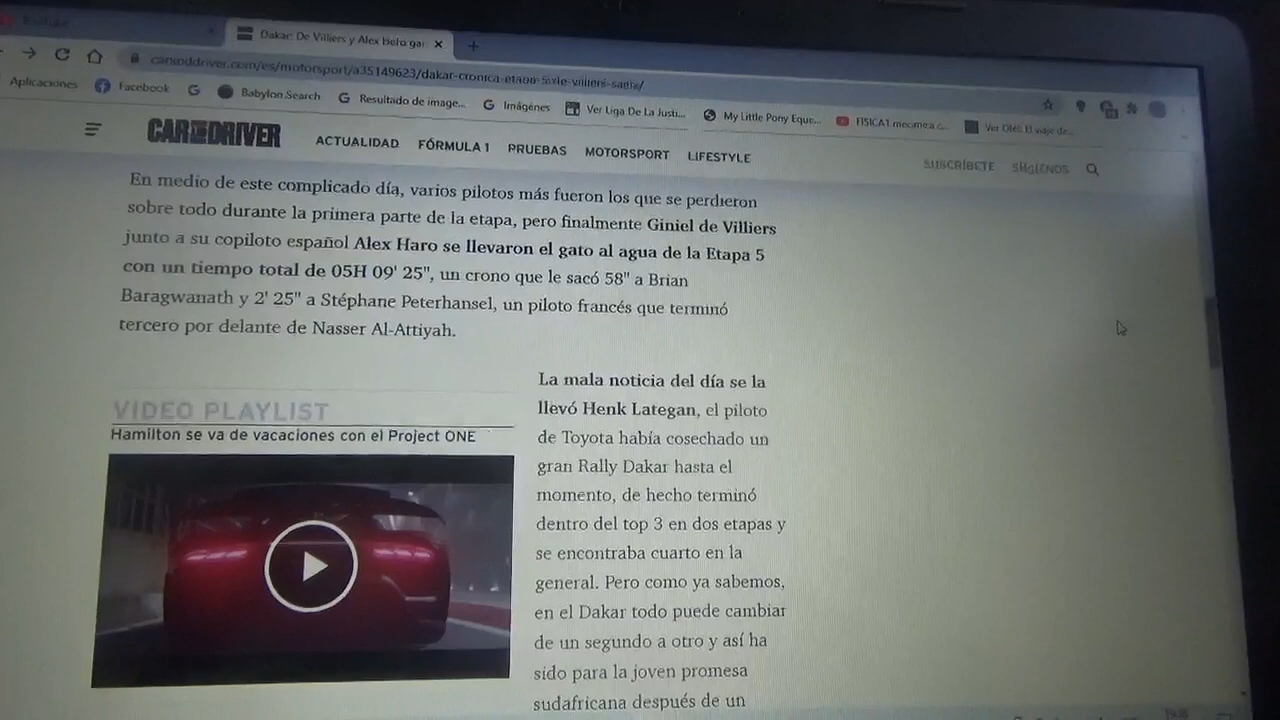 Dakar: De Villiers y Alex Haro gan
caranddriver.com/es/motorsport/a35149623/dakar-cronica-etapa-5
Aplicaciones Facebook Babylon Search Resultado de image... Imágenes Ver Liga De La Justi... My Little Pony Eque... FISICA1 mecanica c... Ver
CAR AND DRIVER ACTUALIDAD FÓRMULA 1 PRUEBAS MOTORSPORT LIFESTYLE SUSCRÍBETE SÍGUENOS
En medio de este complicado día, varios pilotos más fueron los que se perdieron
sobre todo durante la primera parte de la etapa, pero finalmente Giniel de Villiers
junto a su copiloto español Alex Haro se llevaron el gato al agua de la Etapa 5
con un tiempo total de 05H 09' 25", un crono que le sacó 58" a Brian
Baragwanath y 2' 25" a Stéphane Peterhansel, un piloto francés que terminó
tercero por delante de Nasser Al-Attiyah.
VIDEO PLAYLIST
Hamilton se va de vacaciones con el Project ONE
La mala noticia del día se la
llevó Henk Lategan, el piloto
de Toyota había cosechado un
gran Rally Dakar hasta el
momento, de hecho terminó
dentro del top 3 en dos etapas y
se encontraba cuarto en la
general. Pero como ya sabemos,
en el Dakar todo puede cambiar
de un segundo a otro y así ha
sido para la joven promesa
sudafricana después de un